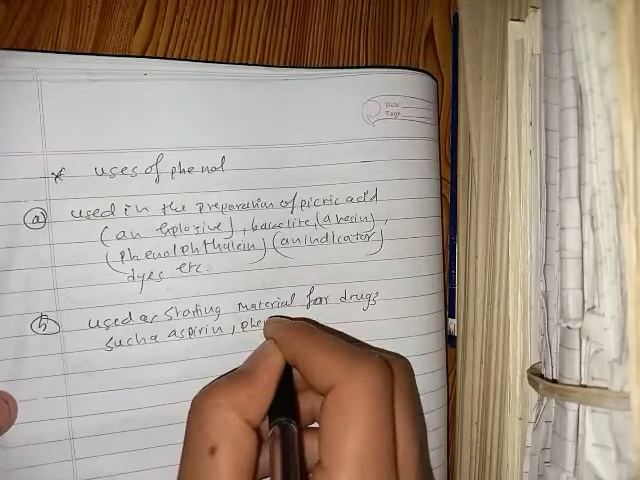 Date
Page
* uses of phenol
(a) used in the preparation of picric acid
(an explosive), bakelite, (a resin),
(phenolphthalein) (an indicator)
dyes etc.
(b) used as starting material for drugs
such a aspirin, phe